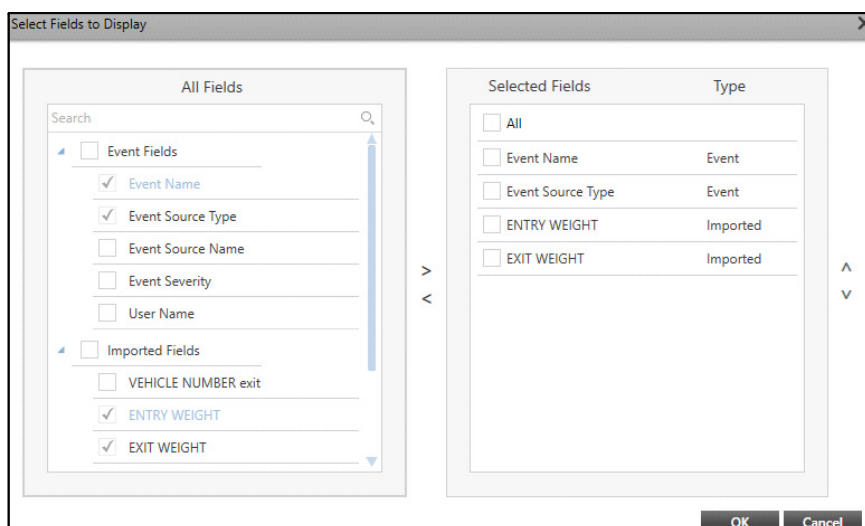 Select Fields to Display
All Fields
Search
Event Fields
Event Name
Event Source Type
Event Source Name
Event Severity
User Name
Imported Fields
VEHICLE NUMBER exit
ENTRY WEIGHT
EXIT WEIGHT
Selected Fields Type
All
Event Name Event
Event Source Type Event
ENTRY WEIGHT Imported
EXIT WEIGHT Imported
OK Cancel